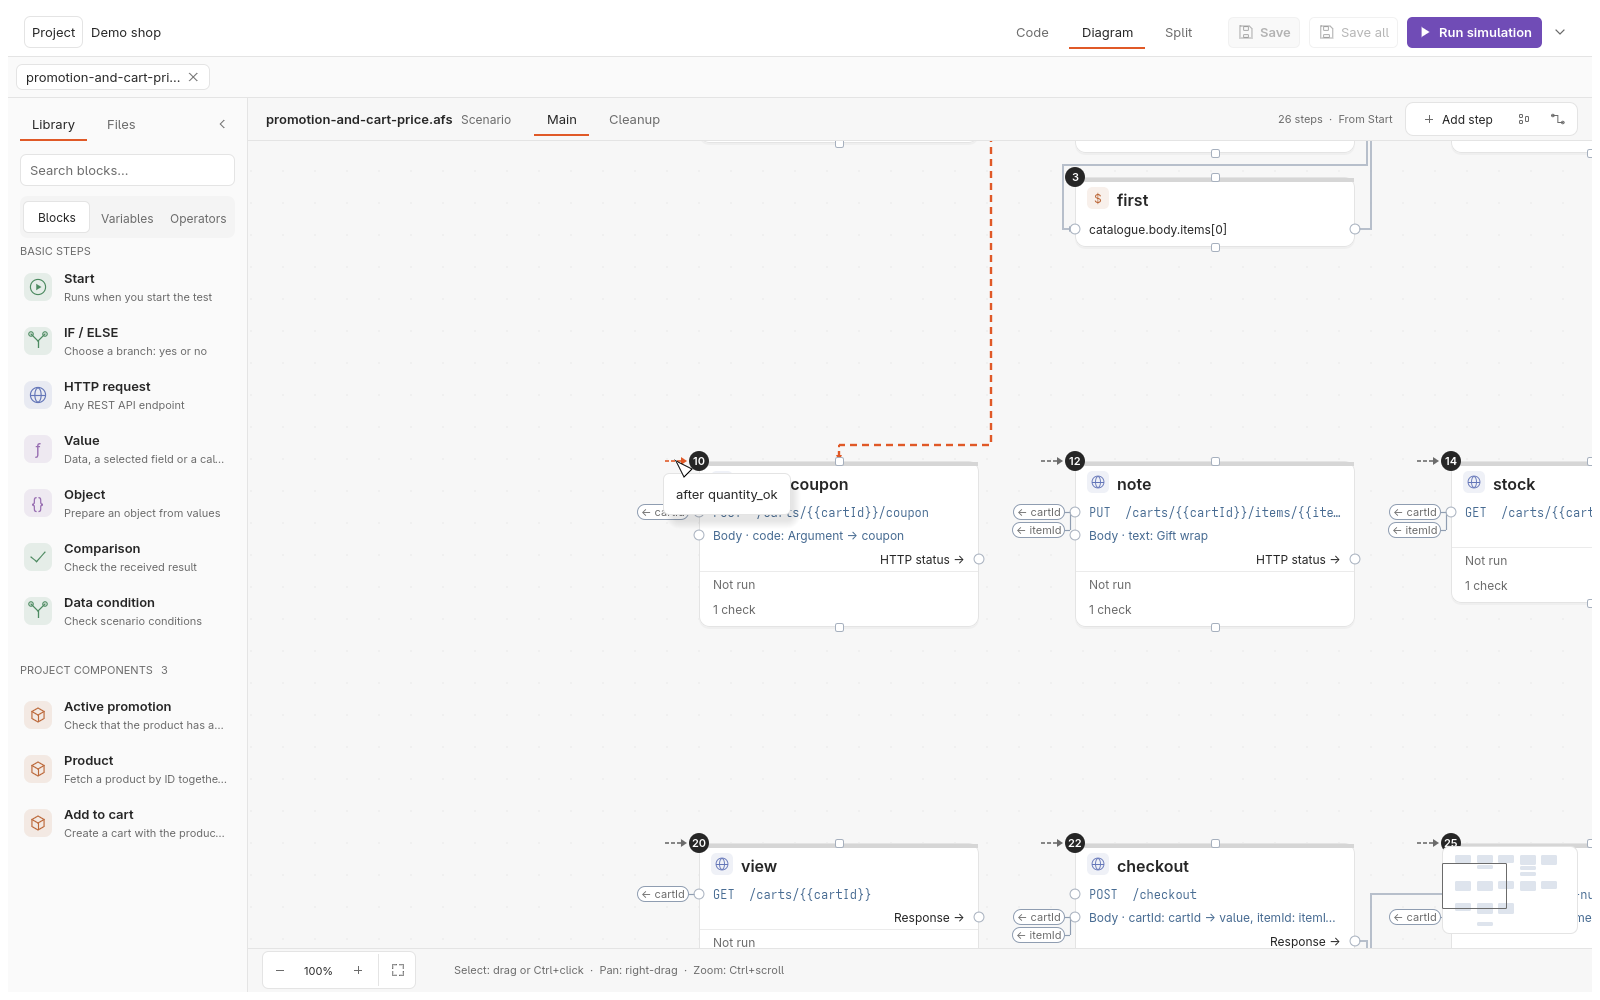 Project Demo shop
Code Diagram Split Save Save all Run simulation
promotion-and-cart-pri...
Library Files
promotion-and-cart-price.afs Scenario Main Cleanup
26 steps · From Start Add step
Search blocks...
Blocks Variables Operators
BASIC STEPS
Start
Runs when you start the test
IF / ELSE
Choose a branch: yes or no
HTTP request
Any REST API endpoint
Value
Data, a selected field or a cal...
Object
Prepare an object from values
Comparison
Check the received result
Data condition
Check scenario conditions
PROJECT COMPONENTS 3
Active promotion
Check that the product has a...
Product
Fetch a product by ID togethe...
Add to cart
Create a cart with the produc...
3
$ first
catalogue.body.items[0]
10
coupon
after quantity_ok
/carts/{{cartId}}/coupon
Body · code: Argument → coupon
HTTP status →
Not run
1 check
12
note
← cartId
PUT /carts/{{cartId}}/items/{{ite...
← itemId
Body · text: Gift wrap
HTTP status →
Not run
1 check
14
stock
← cartId
GET /carts/{{cart
← itemId
Not run
1 check
20
view
← cartId
GET /carts/{{cartId}}
Response →
Not run
22
checkout
POST /checkout
← cartId
Body · cartId: cartId → value, itemId: itemI...
← itemId
Response →
25
← cartId
− 100% +
Select: drag or Ctrl+click · Pan: right-drag · Zoom: Ctrl+scroll